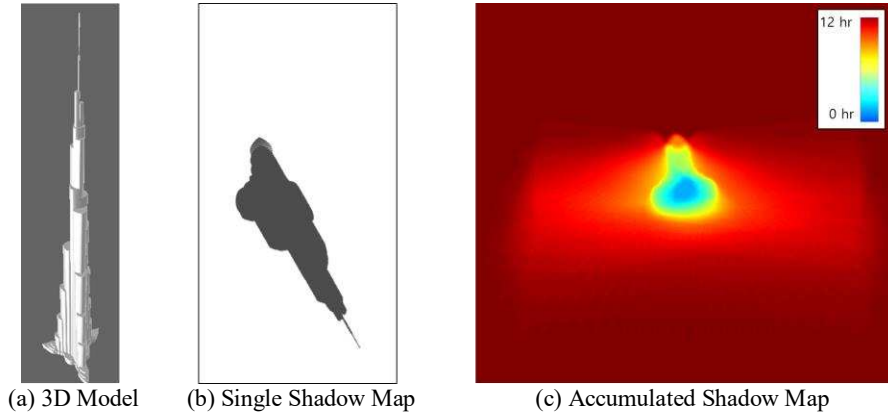 12 hr
0 hr
(a) 3D Model
(b) Single Shadow Map
(c) Accumulated Shadow Map